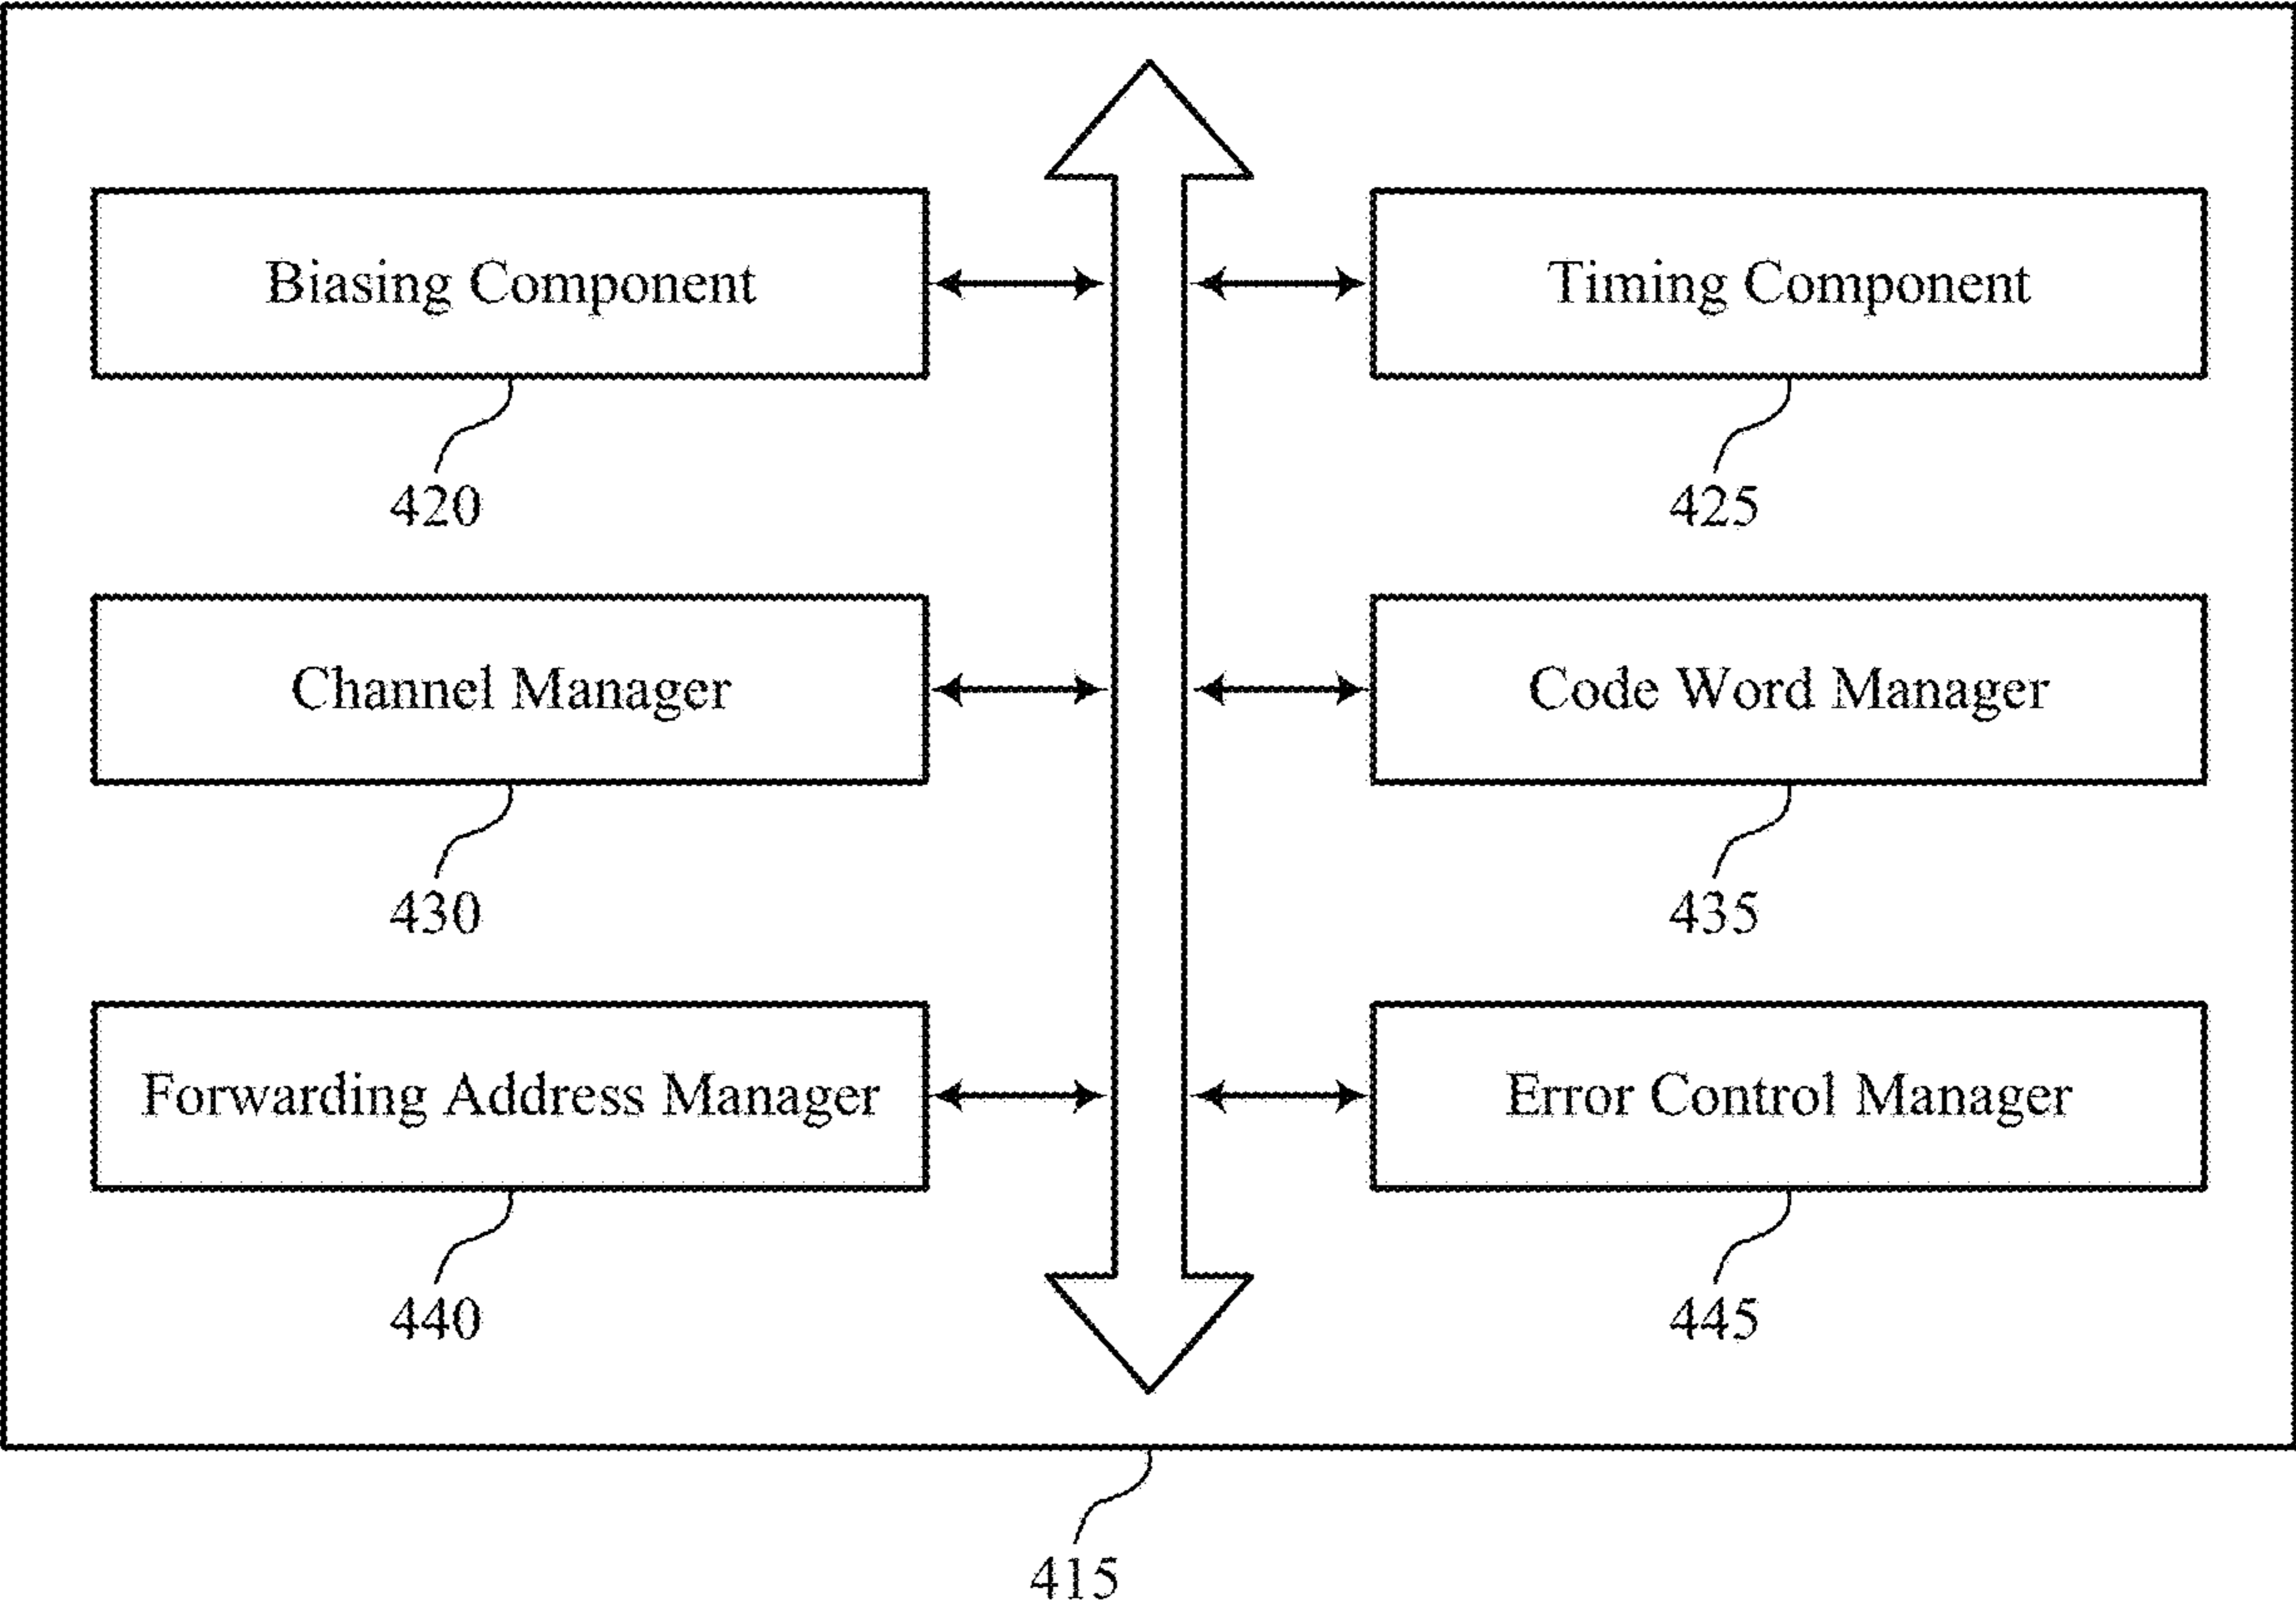 Biasing Component
Timing Component
420
425
Channel Manager
Code Word Manager
430
435
Forwarding Address Manager
Error Control Manager
440
445
415